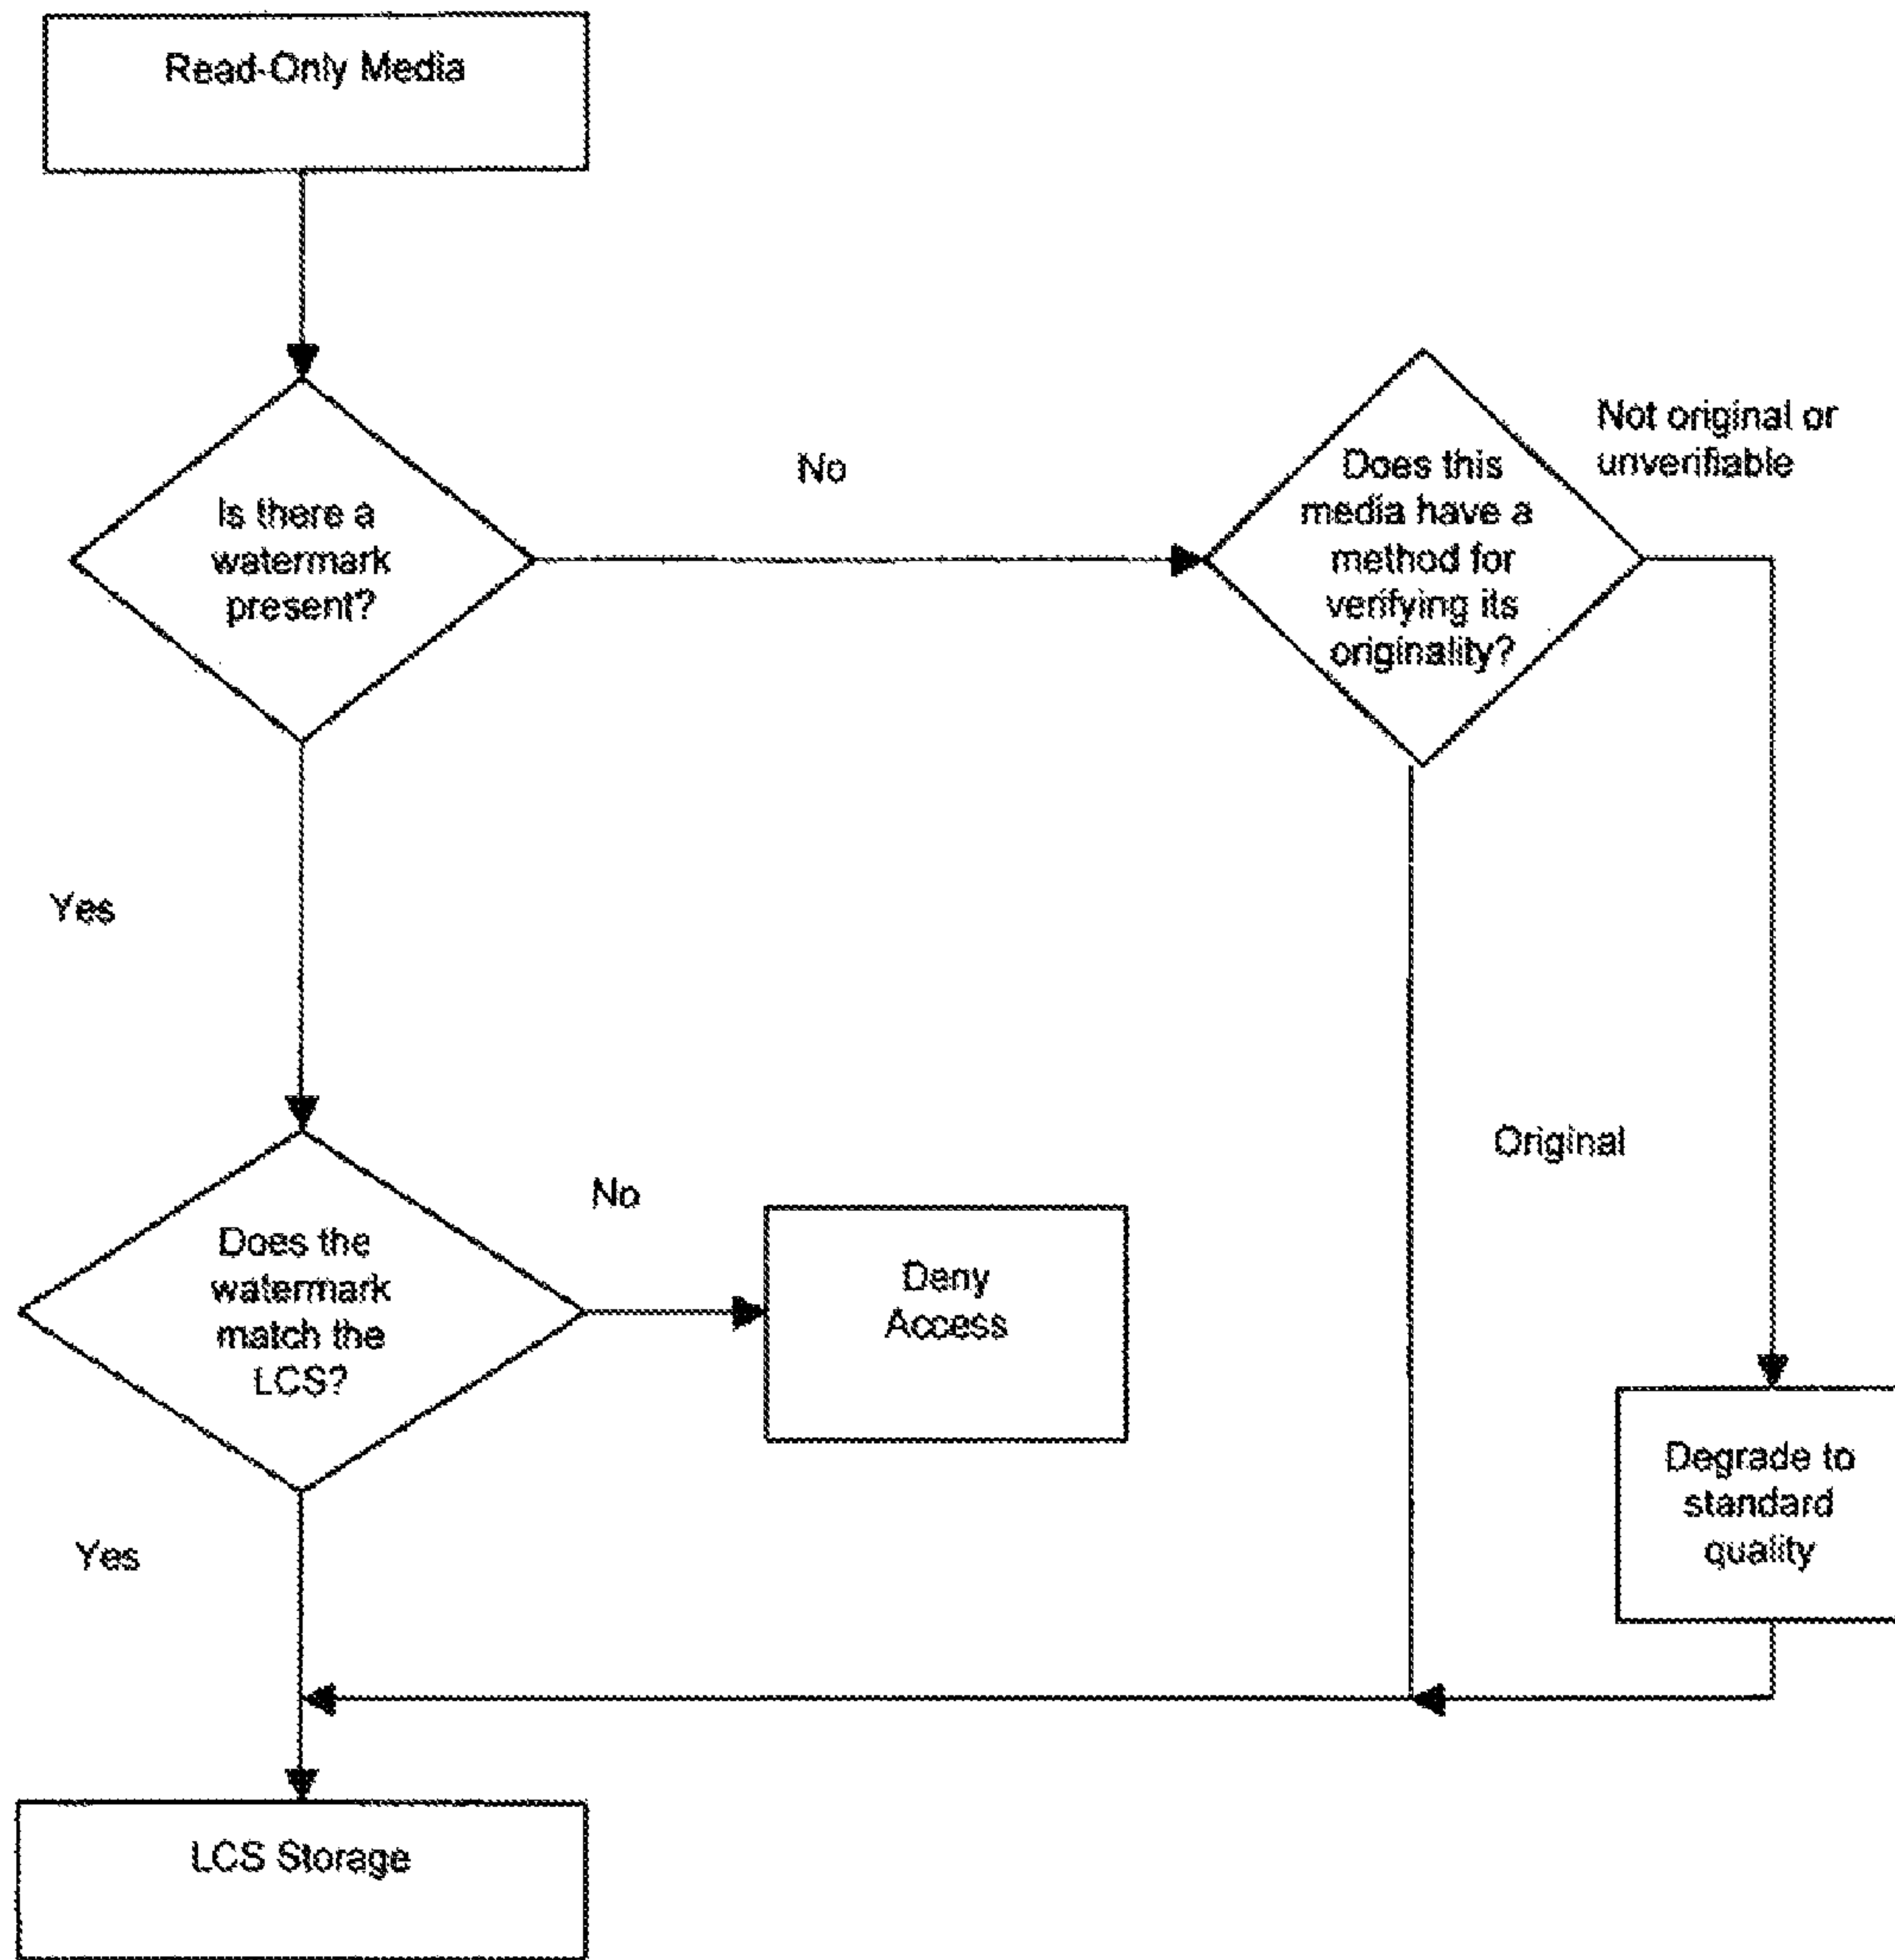 Read-Only Media
Is there a
watermark
present?
No
Does this
media have a
method for
verifying its
originality?
Not original or
unverifiable
Yes
Original
Does the
watermark
match the
LCS?
No
Deny
Access
Degrade to
standard
quality
Yes
LCS Storage